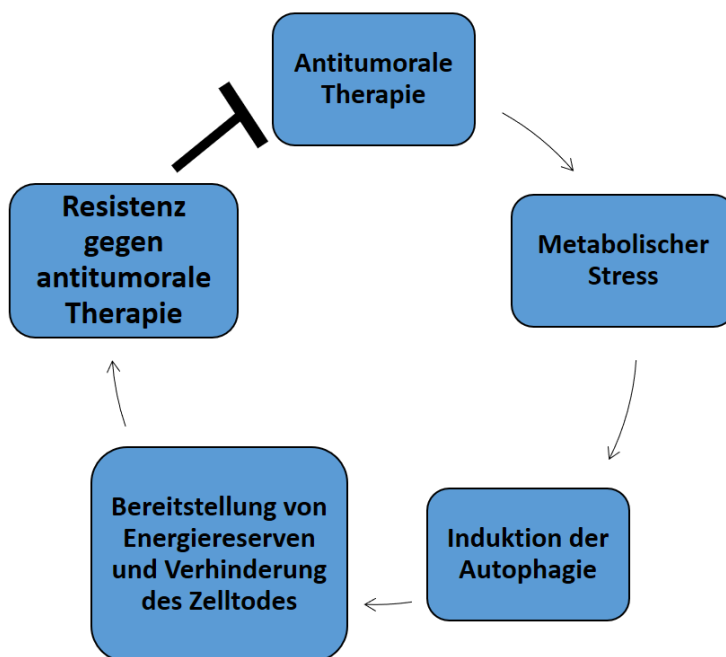 Antitumorale
Therapie
Metabolischer
Stress
Induktion der
Autophagie
Bereitstellung von
Energiereserven
und Verhinderung
des Zelltodes
Resistenz
gegen
antitumorale
Therapie